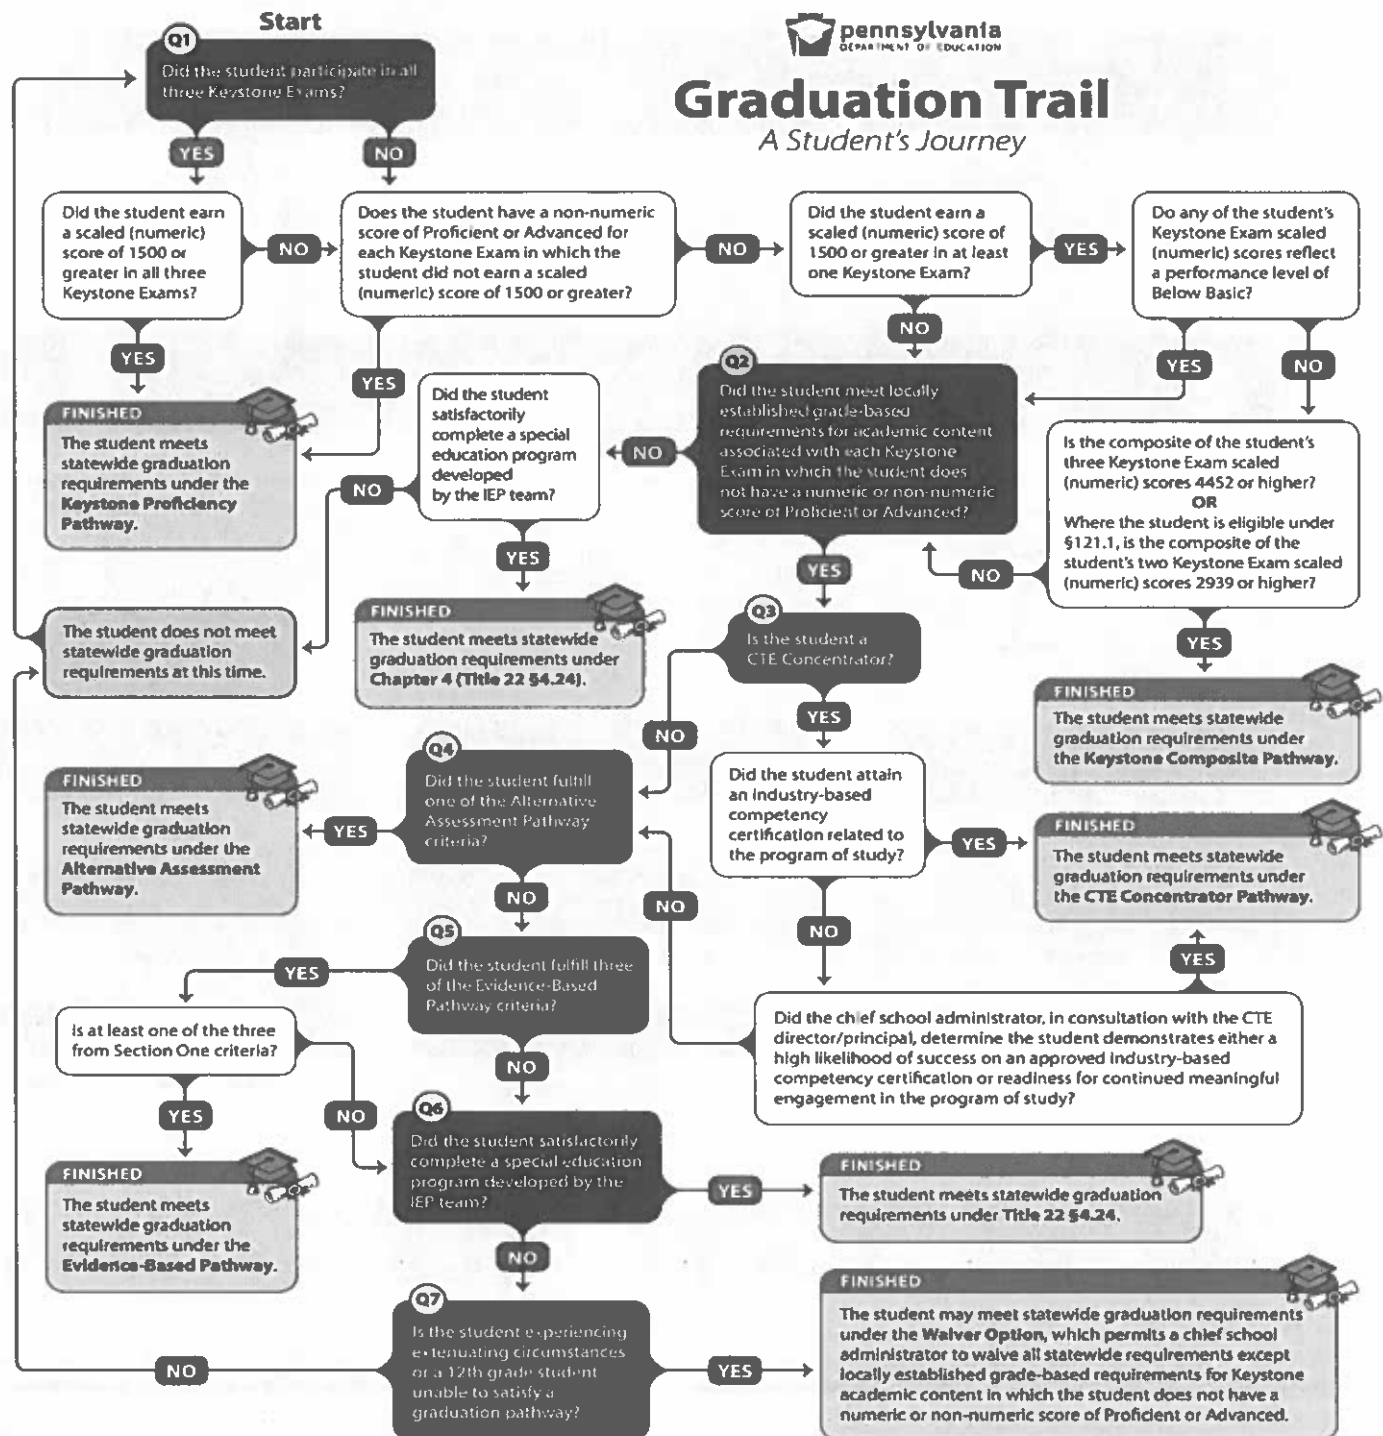 Start
pennsylvania
DEPARTMENT OF EDUCATION
Graduation Trail
A Student's Journey
Q1
Did the student participate in all
three Keystone Exams?
YES
NO
Did the student earn
a scaled (numeric)
score of 1500 or
greater in all three
Keystone Exams?
NO
Does the student have a non-numeric
score of Proficient or Advanced for
each Keystone Exam in which the
student did not earn a scaled
(numeric) score of 1500 or greater?
NO
Did the student earn a
scaled (numeric) score of
1500 or greater in at least
one Keystone Exam?
YES
Do any of the student's
Keystone Exam scaled
(numeric) scores reflect
a performance level of
Below Basic?
YES
YES
NO
YES
NO
FINISHED
The student meets
statewide graduation
requirements under the
Keystone Proficiency
Pathway.
Did the student
satisfactorily
complete a special
education program
developed
by the IEP team?
NO
NO
YES
Q2
Did the student meet locally
established grade-based
requirements for academic content
associated with each Keystone
Exam in which the student does
not have a numeric or non-numeric
score of Proficient or Advanced?
YES
Is the composite of the student's
three Keystone Exam scaled
(numeric) scores 4452 or higher?
OR
Where the student is eligible under
§121.1, is the composite of the
student's two Keystone Exam scaled
(numeric) scores 2939 or higher?
NO
YES
The student does not meet
statewide graduation
requirements at this time.
FINISHED
The student meets statewide
graduation requirements under
Chapter 4 (Title 22 §4.24).
Q3
Is the student a
CTE Concentrator?
NO
YES
FINISHED
The student meets statewide
graduation requirements under
the Keystone Composite Pathway.
FINISHED
The student meets
statewide graduation
requirements under the
Alternative Assessment
Pathway.
YES
Q4
Did the student fulfill
one of the Alternative
Assessment Pathway
criteria?
NO
Did the student attain
an industry-based
competency
certification related to
the program of study?
YES
NO
FINISHED
The student meets statewide
graduation requirements under
the CTE Concentrator Pathway.
NO
YES
Q5
Did the student fulfill three
of the Evidence-Based
Pathway criteria?
YES
NO
Is at least one of the three
from Section One criteria?
YES
NO
Did the chief school administrator, in consultation with the CTE
director/principal, determine the student demonstrates either a
high likelihood of success on an approved industry-based
competency certification or readiness for continued meaningful
engagement in the program of study?
FINISHED
The student meets
statewide graduation
requirements under the
Evidence-Based Pathway.
Q6
Did the student satisfactorily
complete a special education
program developed by the
IEP team?
YES
NO
FINISHED
The student meets statewide graduation
requirements under Title 22 §4.24.
Q7
Is the student experiencing
extenuating circumstances
or a 12th grade student
unable to satisfy a
graduation pathway?
NO
YES
FINISHED
The student may meet statewide graduation requirements
under the Waiver Option, which permits a chief school
administrator to waive all statewide requirements except
locally established grade-based requirements for Keystone
academic content in which the student does not have a
numeric or non-numeric score of Proficient or Advanced.